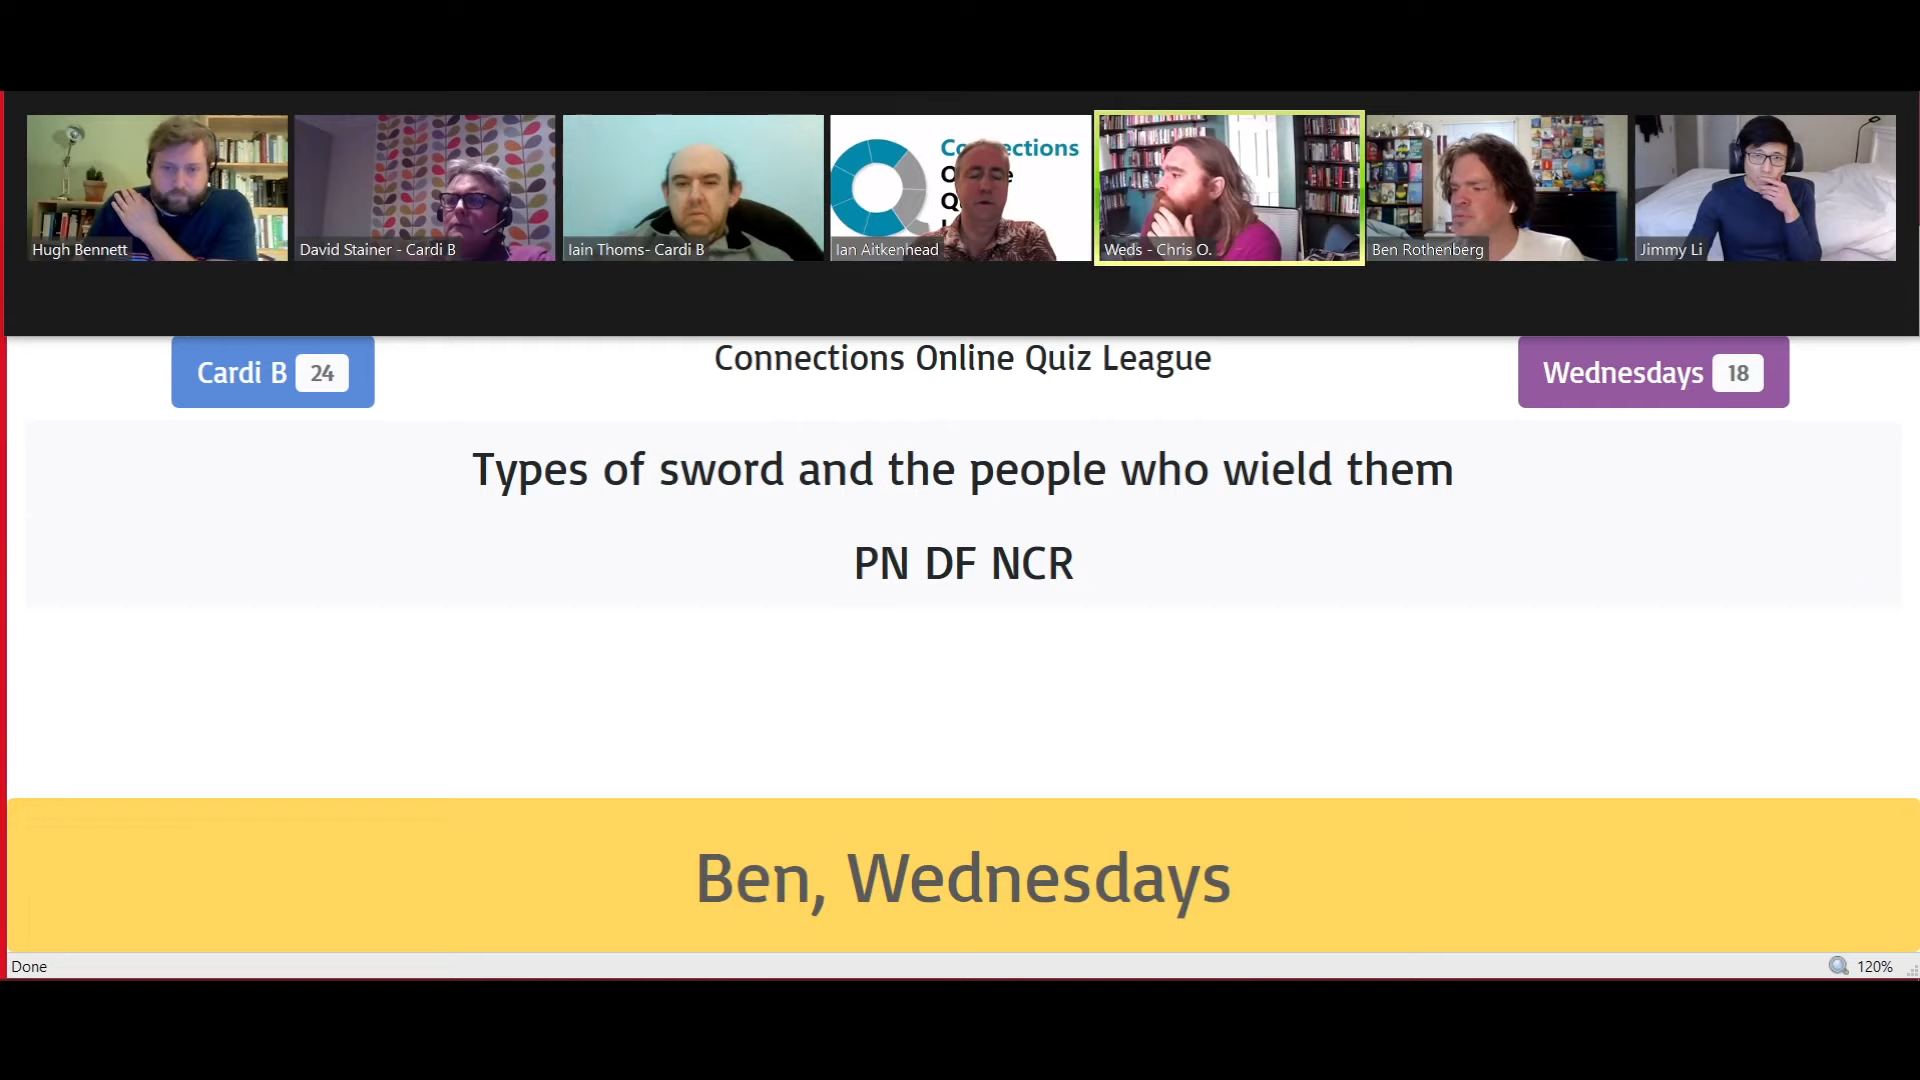 Connections
Hugh Bennett
David Stainer - Cardi B
Iain Thoms- Cardi B
Ian Aitkenhead
Weds - Chris O.
Ben Rothenberg
Jimmy Li
Cardi B 24
Connections Online Quiz League
Wednesdays 18
Types of sword and the people who wield them
PN DF NCR
Ben, Wednesdays
Done
120%